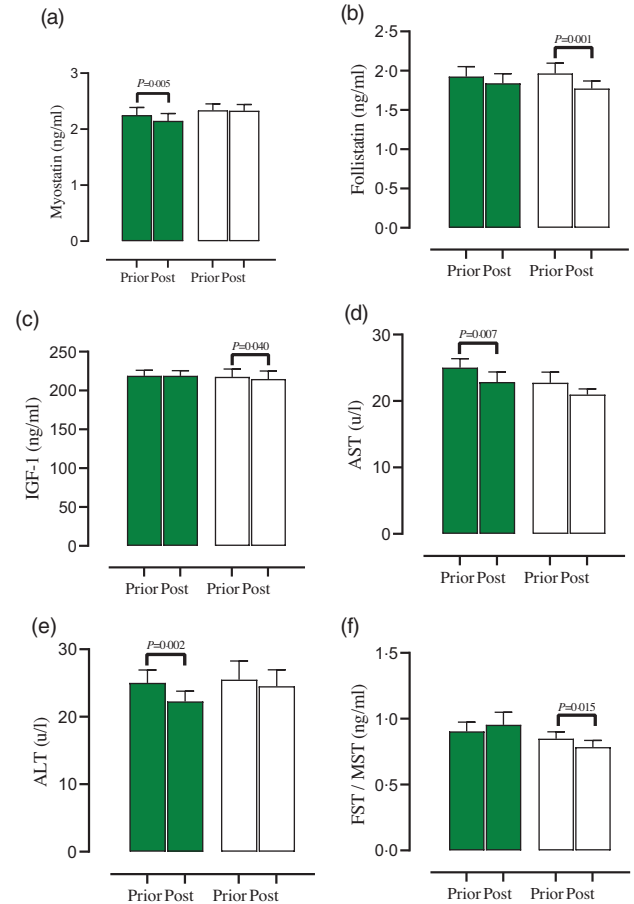 (a)
P=0·005
3
2
1
0
Myostatin (ng/ml)
Prior Post Prior Post
(b)
P=0·001
2·5
2·0
1·5
1·0
0·5
0·0
Follistatin (ng/ml)
Prior Post Prior Post
(c)
P=0·040
250
200
150
100
50
0
IGF-1 (ng/ml)
Prior Post Prior Post
(d)
P=0·007
30
20
10
0
AST (u/l)
Prior Post Prior Post
(e)
P=0·002
30
20
10
0
ALT (u/l)
Prior Post Prior Post
(f)
P=0·015
1·5
1·0
0·5
0·0
FST / MST (ng/ml)
Prior Post Prior Post